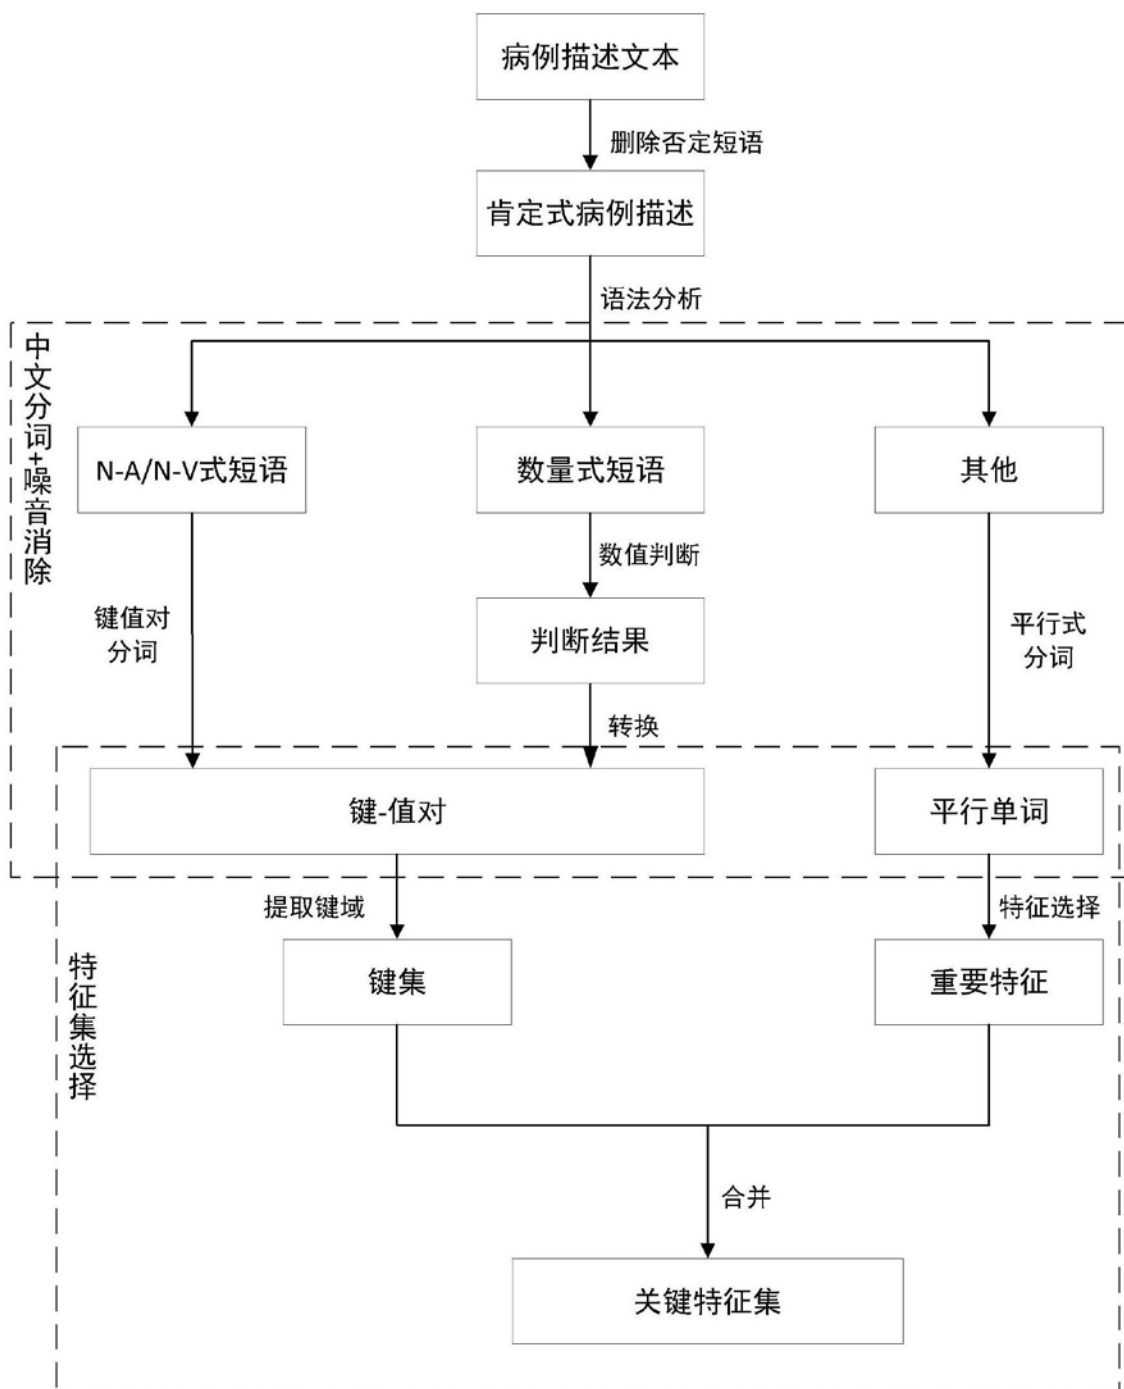 病例描述文本
删除否定短语
肯定式病例描述
语法分析
中文分词+噪音消除
N-A/N-V式短语
数量式短语
其他
数值判断
键值对
分词
判断结果
平行式
分词
转换
键-值对
平行单词
提取键域
特征选择
特征集选择
键集
重要特征
合并
关键特征集